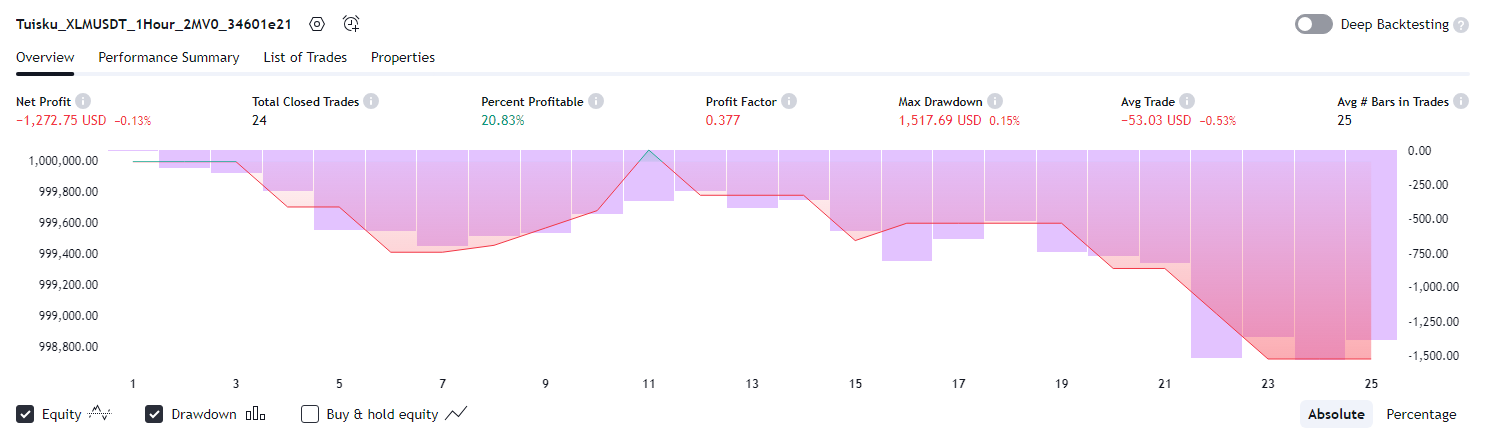 Tuisku_XLMUSDT_1Hour_2MV0_34601e21 Deep Backtesting ?
Overview Performance Summary List of Trades Properties
Net Profit i Total Closed Trades i Percent Profitable i Profit Factor i Max Drawdown i Avg Trade i Avg # Bars in Trades i
−1,272.75 USD −0.13% 24 20.83% 0.377 1,517.69 USD 0.15% −53.03 USD −0.53% 25
1,000,000.00 0.00
999,800.00 -250.00
999,600.00 -500.00
999,400.00 -750.00
999,200.00 -1,000.00
999,000.00 -1,250.00
998,800.00 -1,500.00
1 3 5 7 9 11 13 15 17 19 21 23 25
Equity Drawdown Buy & hold equity Absolute Percentage